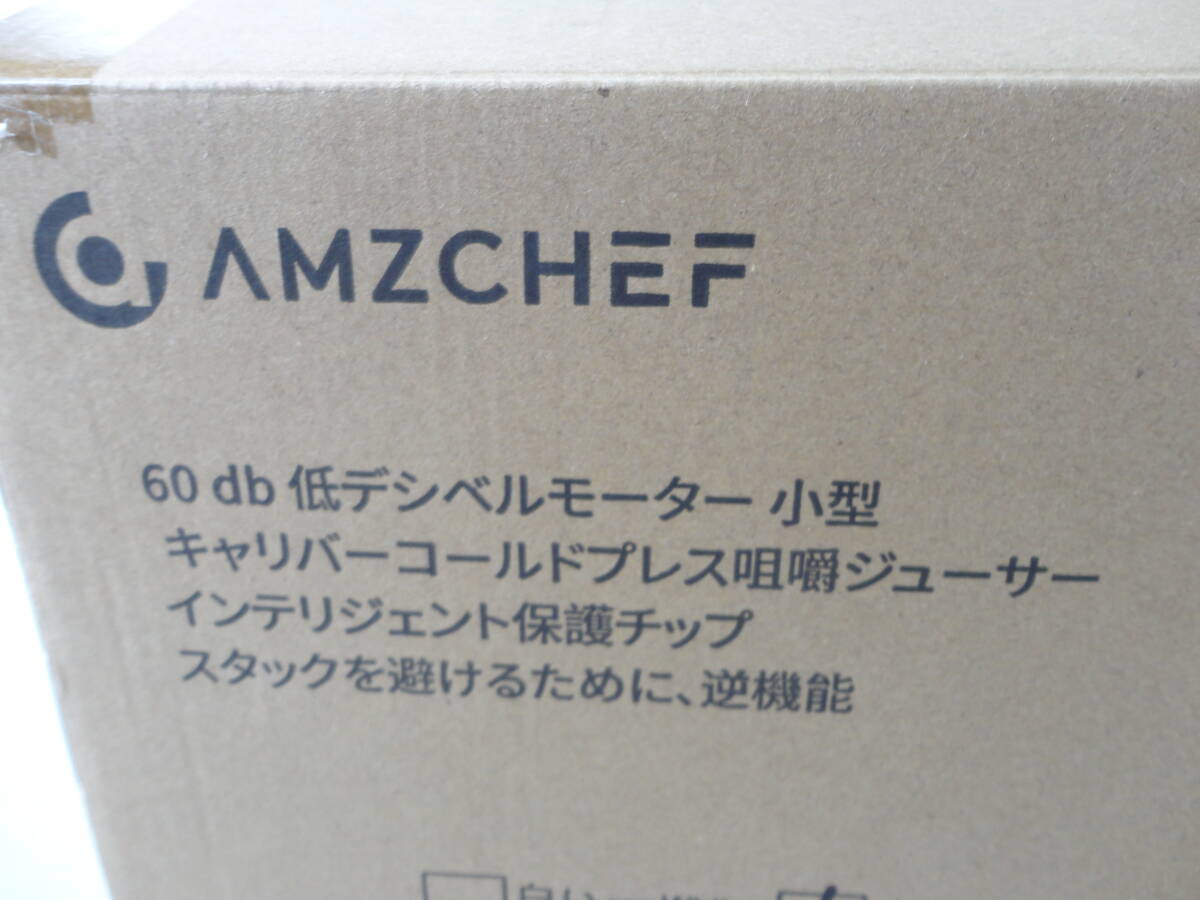 AMZCHEF
60 db 低デシベルモーター 小型
キャリバーコールドプレス咀嚼ジューサー
インテリジェント保護チップ
スタックを避けるために、逆機能